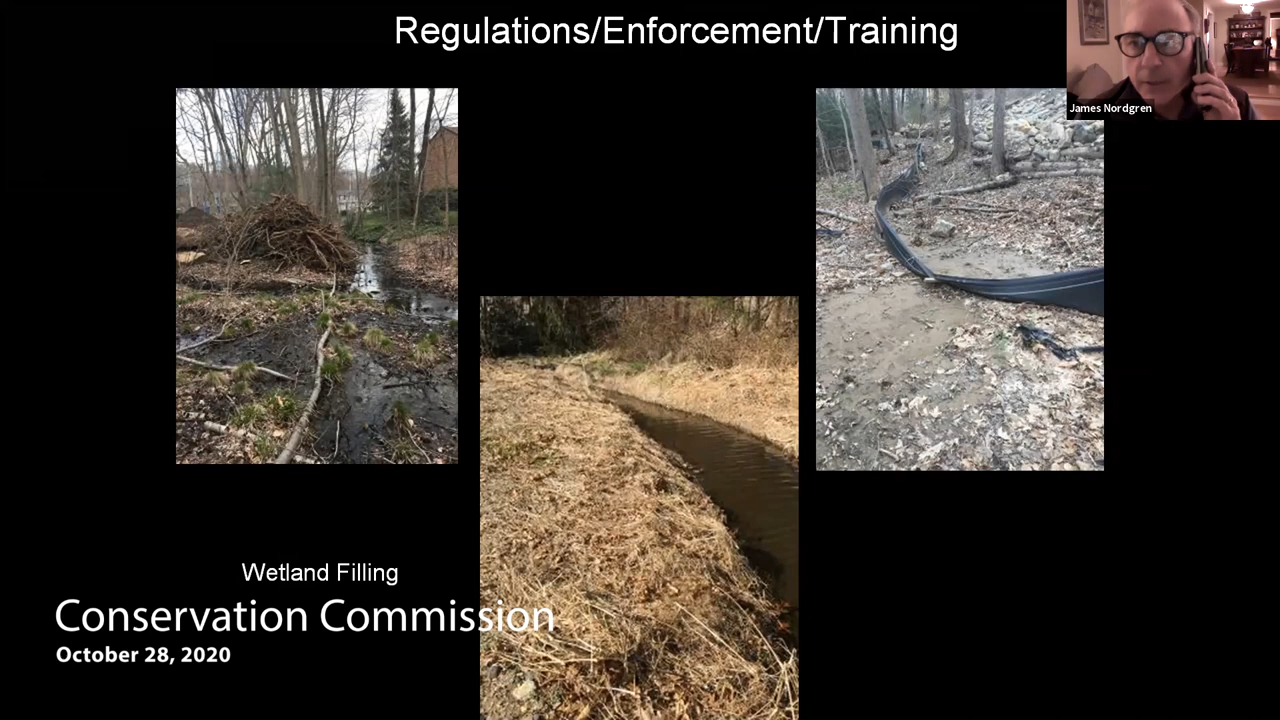 Regulations/Enforcement/Training
James Nordgren
Wetland Filling
Conservation Commission
October 28, 2020